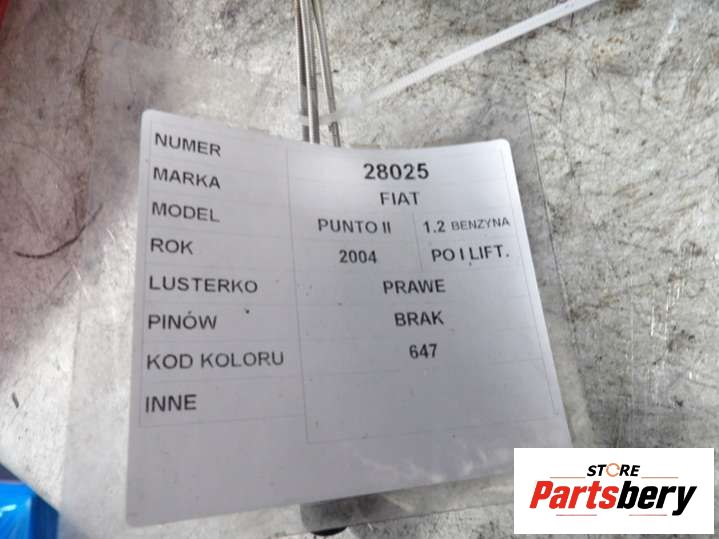 NUMER 28025
MARKA FIAT
MODEL PUNTO II 1.2 BENZYNA
ROK 2004 PO I LIFT.
LUSTERKO PRAWE
PINÓW BRAK
KOD KOLORU 647
INNE
STORE
Partsbery